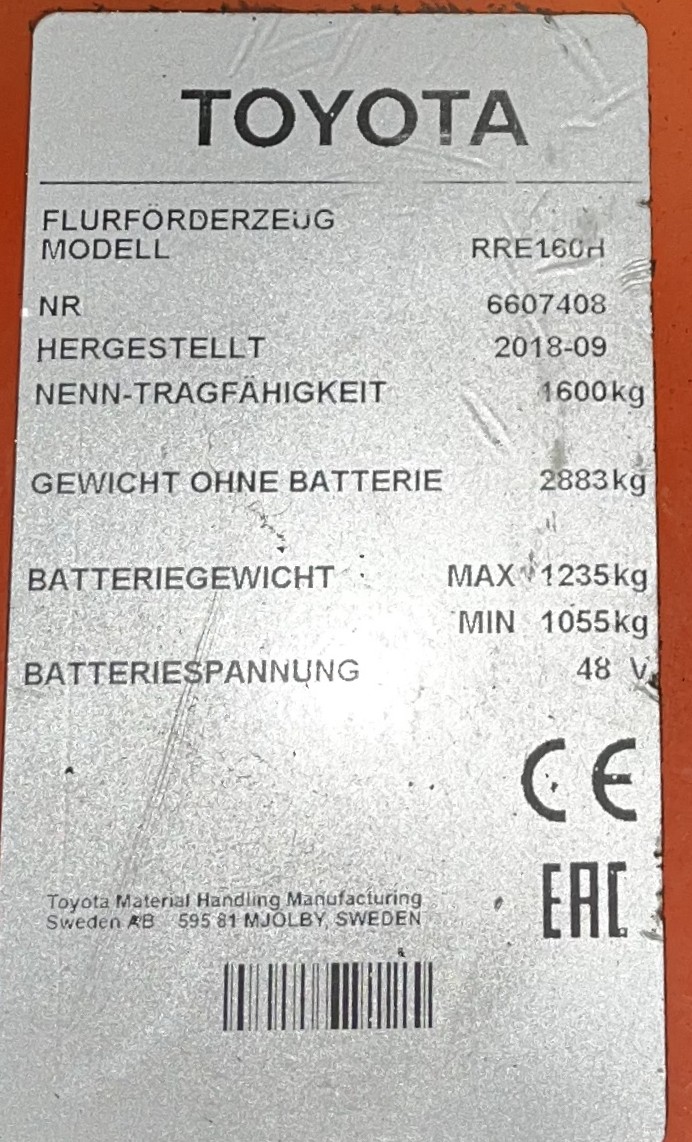 TOYOTA
FLURFÖRDERZEUG
MODELL RRE160H
NR 6607408
HERGESTELLT 2018-09
NENN-TRAGFÄHIGKEIT 1600kg
GEWICHT OHNE BATTERIE 2883kg
BATTERIEGEWICHT MAX 1235kg
MIN 1055kg
BATTERIESPANNUNG 48 V
CE
EAC
Toyota Material Handling Manufacturing
Sweden AB 595 81 MJÖLBY, SWEDEN